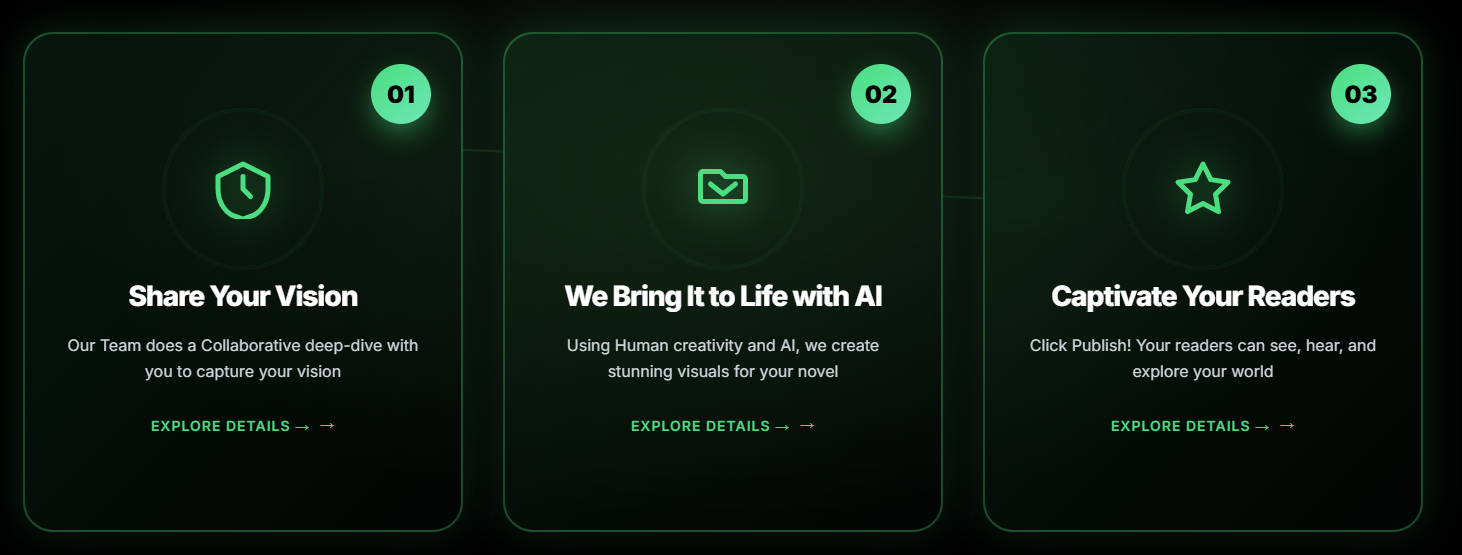 01
Share Your Vision
Our Team does a Collaborative deep-dive with
you to capture your vision
EXPLORE DETAILS → →
02
We Bring It to Life with AI
Using Human creativity and AI, we create
stunning visuals for your novel
EXPLORE DETAILS → →
03
Captivate Your Readers
Click Publish! Your readers can see, hear, and
explore your world
EXPLORE DETAILS → →